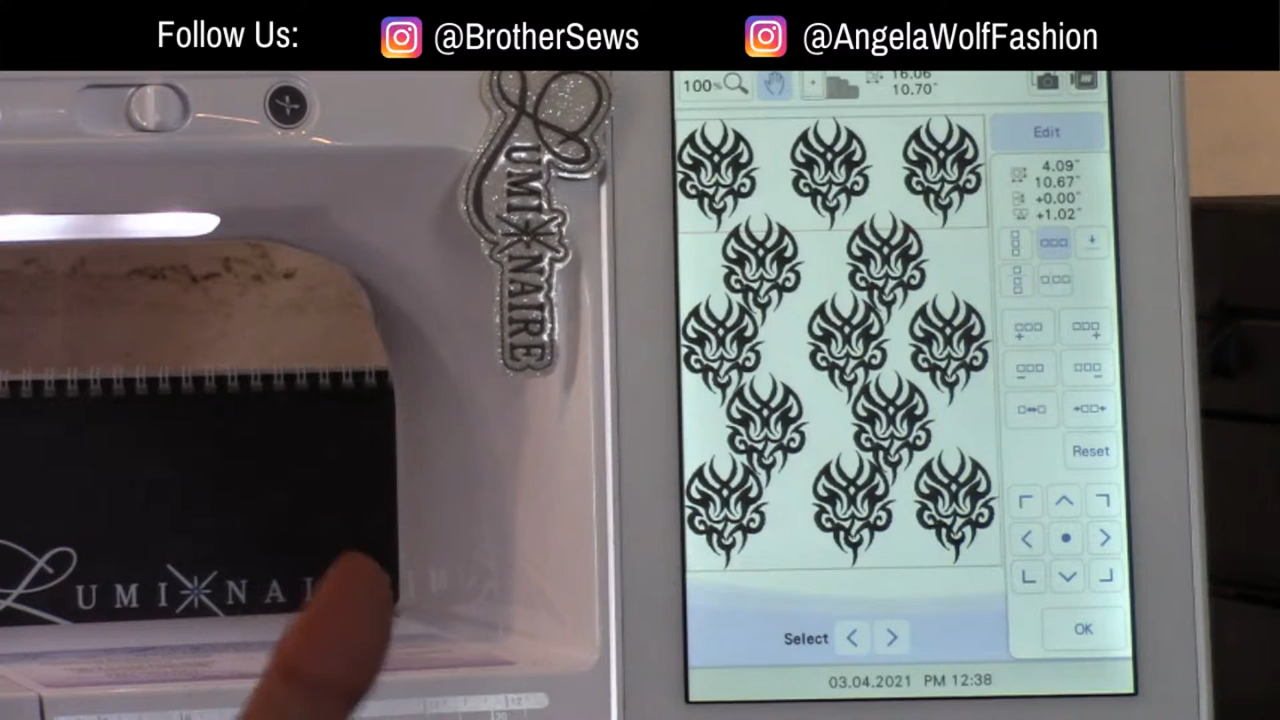 Follow Us:
@BrotherSews
@AngelaWolfFashion
LUMINAIRE
LUMINAI
100%
16.06"
10.70"
Edit
4.09"
10.67"
+0.00"
+1.02"
Reset
OK
Select
03.04.2021 PM 12:38